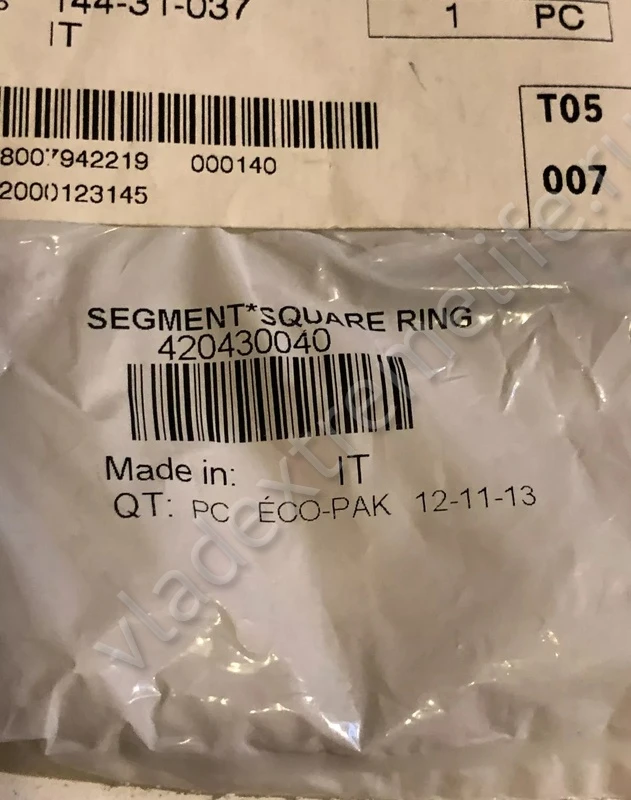 144-31-037
1 PC
IT
T05
8007942219 000140
007
2000123145
SEGMENT*SQUARE RING
420430040
Made in: IT
QT: PC ÉCO-PAK 12-11-13
vladextremelife.ru